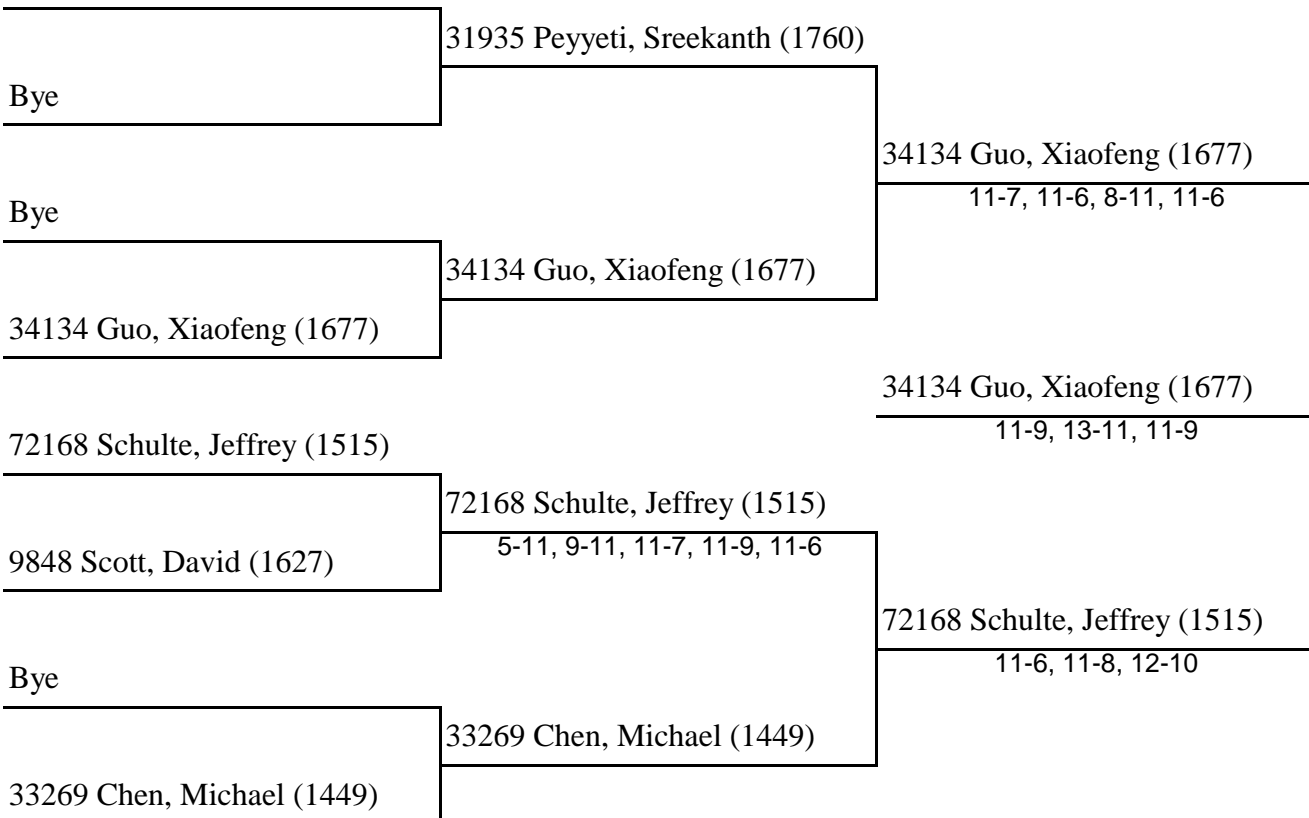 31935 Peyyeti, Sreekanth (1760)
Bye
34134 Guo, Xiaofeng (1677)
11-7, 11-6, 8-11, 11-6
Bye
34134 Guo, Xiaofeng (1677)
34134 Guo, Xiaofeng (1677)
34134 Guo, Xiaofeng (1677)
11-9, 13-11, 11-9
72168 Schulte, Jeffrey (1515)
72168 Schulte, Jeffrey (1515)
5-11, 9-11, 11-7, 11-9, 11-6
9848 Scott, David (1627)
72168 Schulte, Jeffrey (1515)
11-6, 11-8, 12-10
Bye
33269 Chen, Michael (1449)
33269 Chen, Michael (1449)